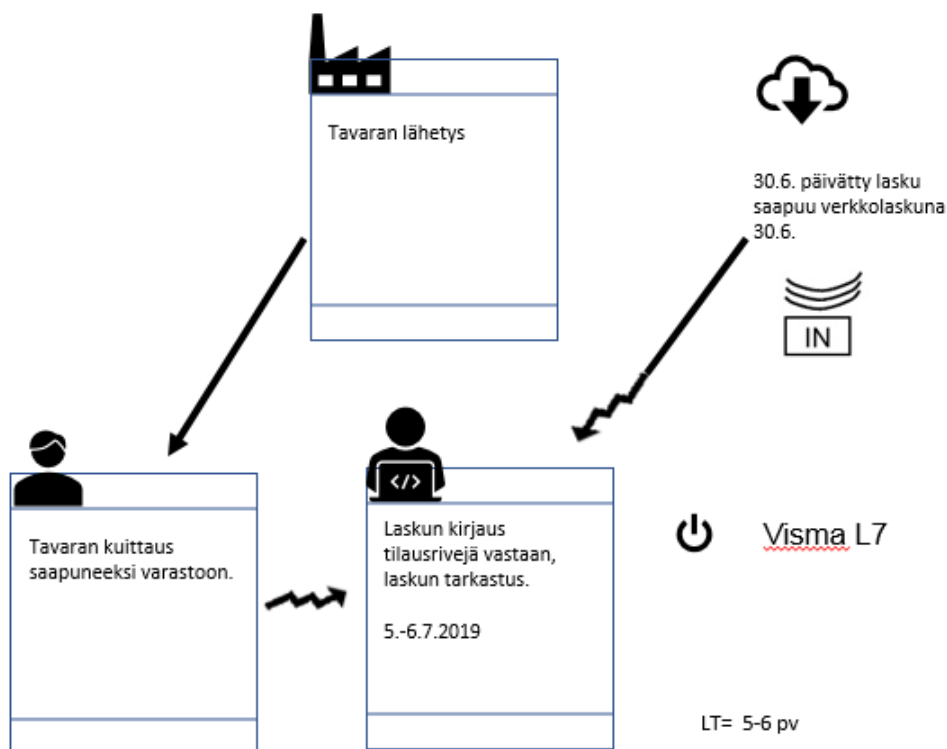 Tavaran lähetys
30.6. päivätty lasku
saapuu verkkolaskuna
30.6.
IN
</>
Tavaran kuittaus
saapuneeksi varastoon.
Laskun kirjaus
tilausrivejä vastaan,
laskun tarkastus.
5.-6.7.2019
Visma L7
LT= 5-6 pv